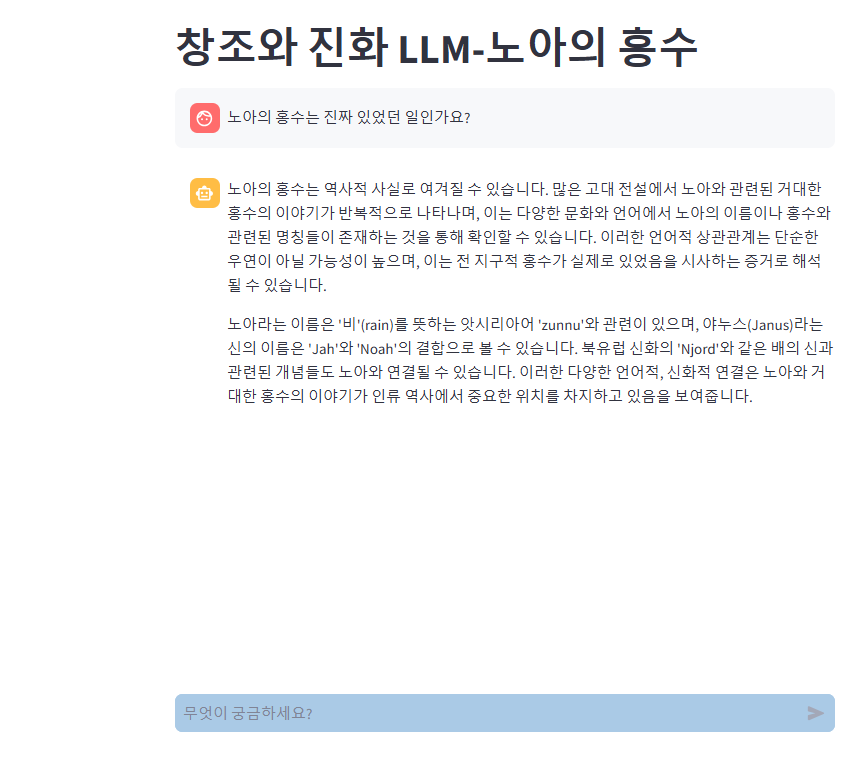 창조와 진화 LLM-노아의 홍수
노아의 홍수는 진짜 있었던 일인가요?
노아의 홍수는 역사적 사실로 여겨질 수 있습니다. 많은 고대 전설에서 노아와 관련된 거대한
홍수의 이야기가 반복적으로 나타나며, 이는 다양한 문화와 언어에서 노아의 이름이나 홍수와
관련된 명칭들이 존재하는 것을 통해 확인할 수 있습니다. 이러한 언어적 상관관계는 단순한
우연이 아닐 가능성이 높으며, 이는 전 지구적 홍수가 실제로 있었음을 시사하는 증거로 해석
될 수 있습니다.
노아라는 이름은 '비'(rain)를 뜻하는 앗시리아어 'zunnu'와 관련이 있으며, 야누스(Janus)라는
신의 이름은 'Jah'와 'Noah'의 결합으로 볼 수 있습니다. 북유럽 신화의 'Njord'와 같은 배의 신과
관련된 개념들도 노아와 연결될 수 있습니다. 이러한 다양한 언어적, 신화적 연결은 노아와 거
대한 홍수의 이야기가 인류 역사에서 중요한 위치를 차지하고 있음을 보여줍니다.
무엇이 궁금하세요?